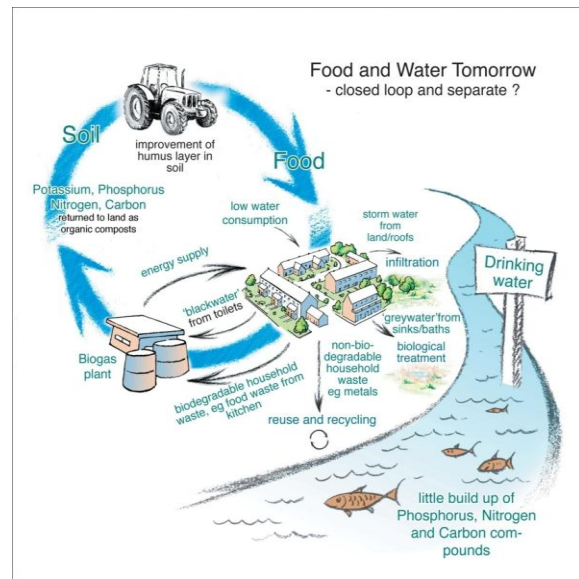 Food and Water Tomorrow
- closed loop and separate ?
Soil
improvement of
humus layer in
soil
Food
Potassium, Phosphorus
Nitrogen, Carbon
returned to land as
organic composts
low water
consumption
storm water
from
land/roofs
infiltration
Drinking
water
energy supply
'blackwater'
from toilets
greywater'from
sinks/baths
biological
treatment
Biogas
plant
non-bio-
degradable
household
waste
eg metals
biodegradable household
waste, eg food waste from
kitchen
reuse and recycling
little build up of
Phosphorus, Nitrogen
and Carbon com-
pounds